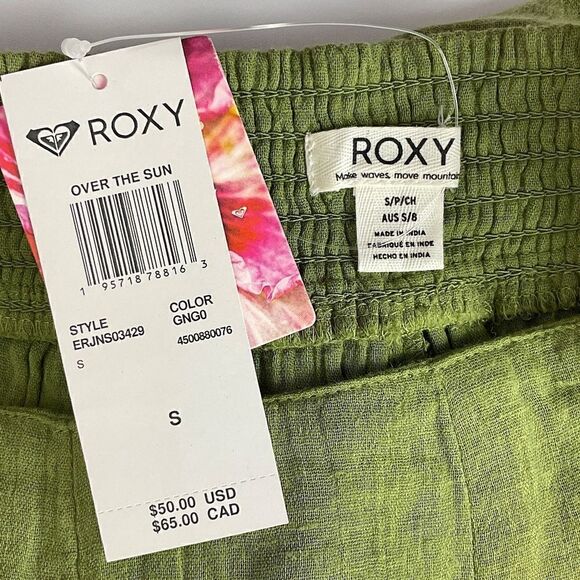 ROXY
OVER THE SUN
1 95718 78816 3
STYLE
ERJNS03429
COLOR
GNG0
S
4500880076
S
$50.00 USD
$65.00 CAD
ROXY
Make waves, move mountain
S/P/CH
AUS S/8
MADE IN INDIA
FABRIQUÉ EN INDE
HECHO EN INDIA